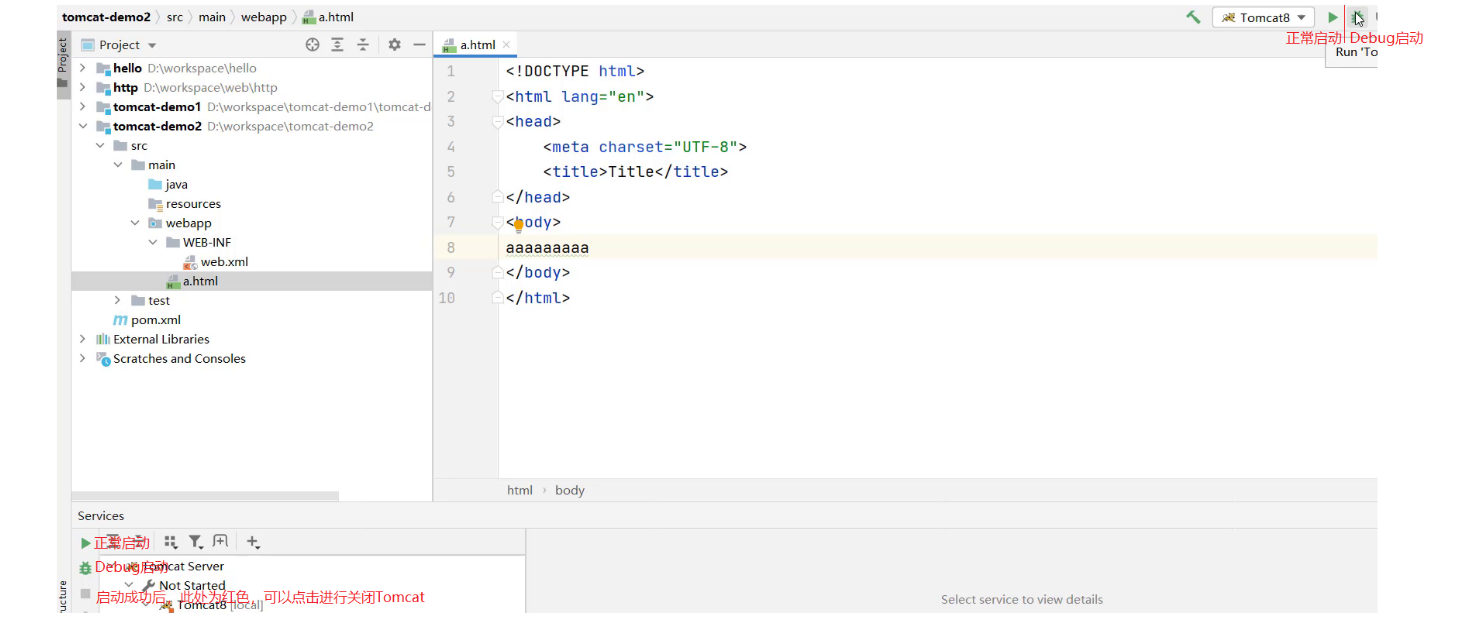 tomcat-demo2 src main webapp a.html
Tomcat8
正常启动 Debug启动
Run 'To
Project
Project
a.html
hello D:\workspace\hello
http D:\workspace\web\http
tomcat-demo1 D:\workspace\tomcat-demo1\tomcat-d
tomcat-demo2 D:\workspace\tomcat-demo2
src
main
java
resources
webapp
WEB-INF
web.xml
a.html
test
pom.xml
External Libraries
Scratches and Consoles
1 <!DOCTYPE html>
2 <html lang="en">
3 <head>
4 <meta charset="UTF-8">
5 <title>Title</title>
6 </head>
7 <body>
8 aaaaaaaaa
9 </body>
10 </html>
html › body
Services
正常启动
Debug启动
Tomcat Server
Not Started
启动成功后，此处为红色，可以点击进行关闭Tomcat
Tomcat8 [local]
Select service to view details
ucture